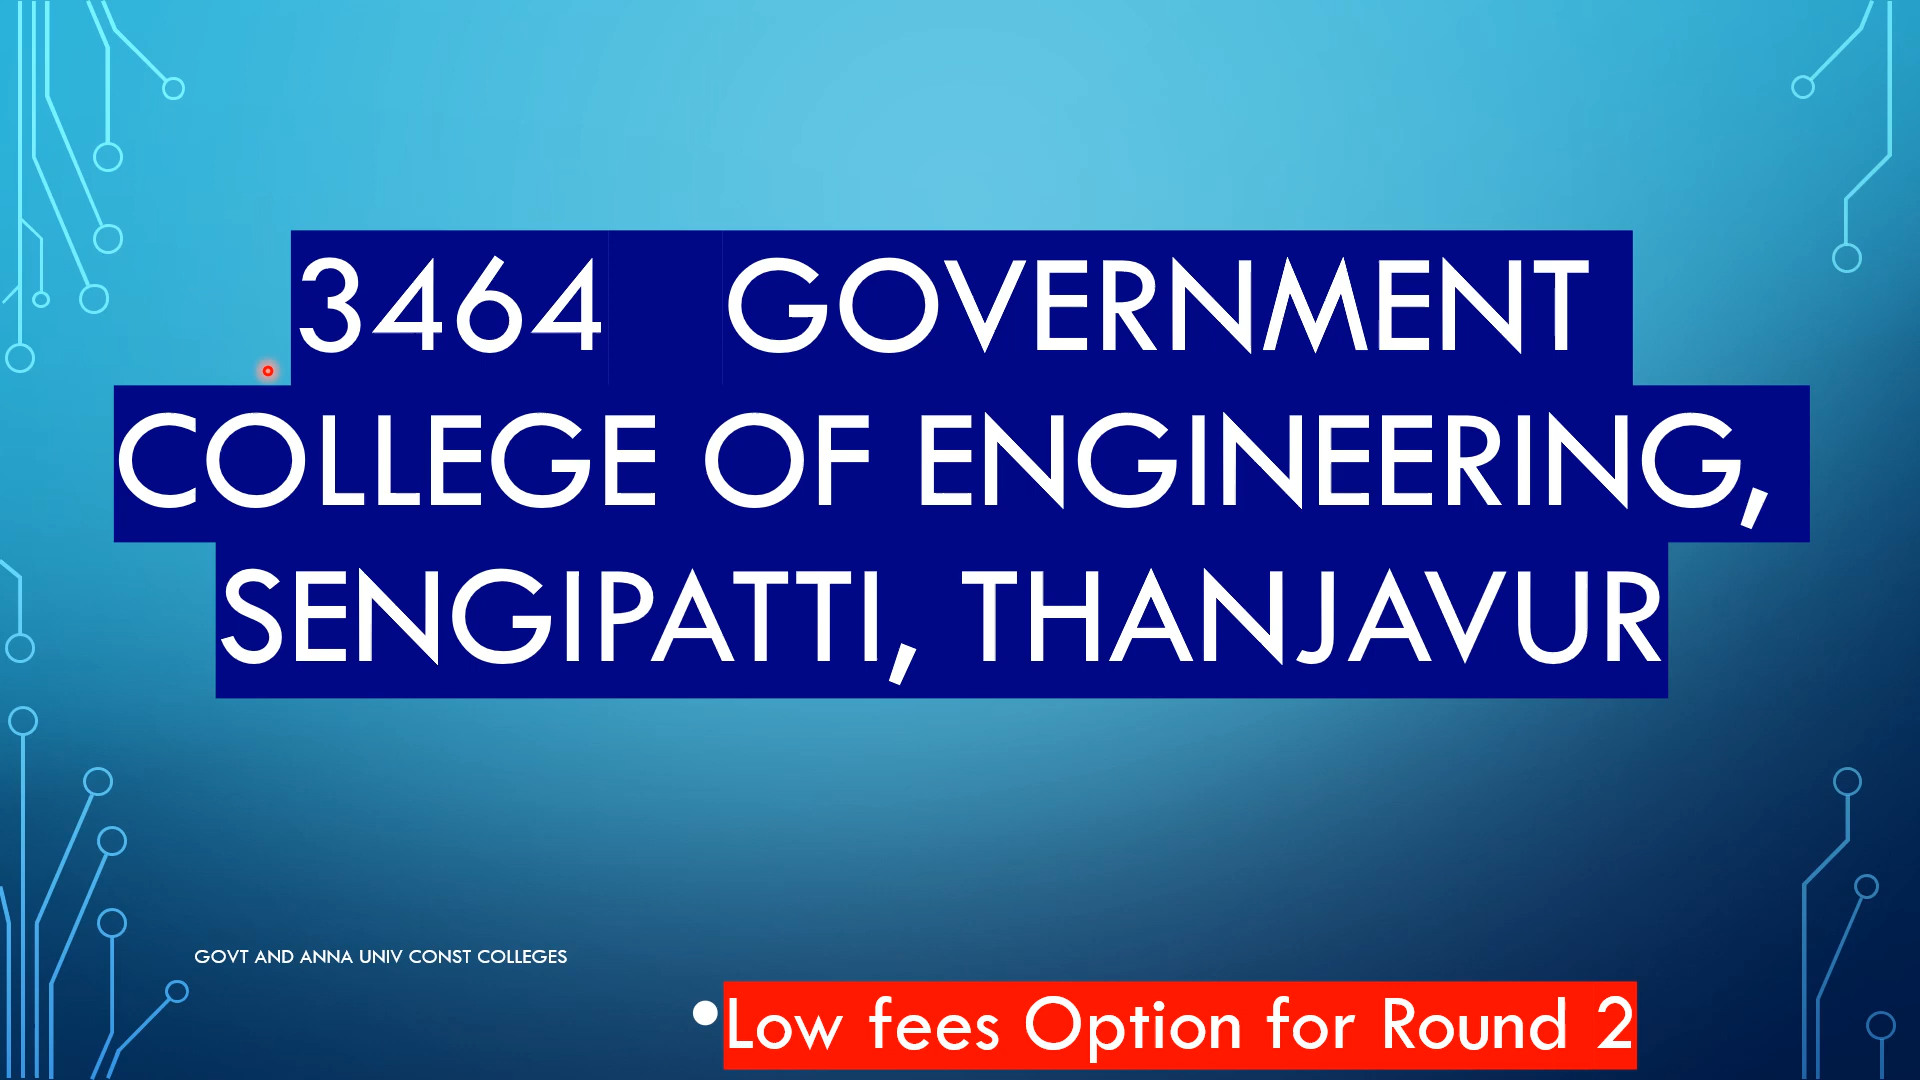 3464 GOVERNMENT
COLLEGE OF ENGINEERING,
SENGIPATTI, THANJAVUR
GOVT AND ANNA UNIV CONST COLLEGES
•Low fees Option for Round 2